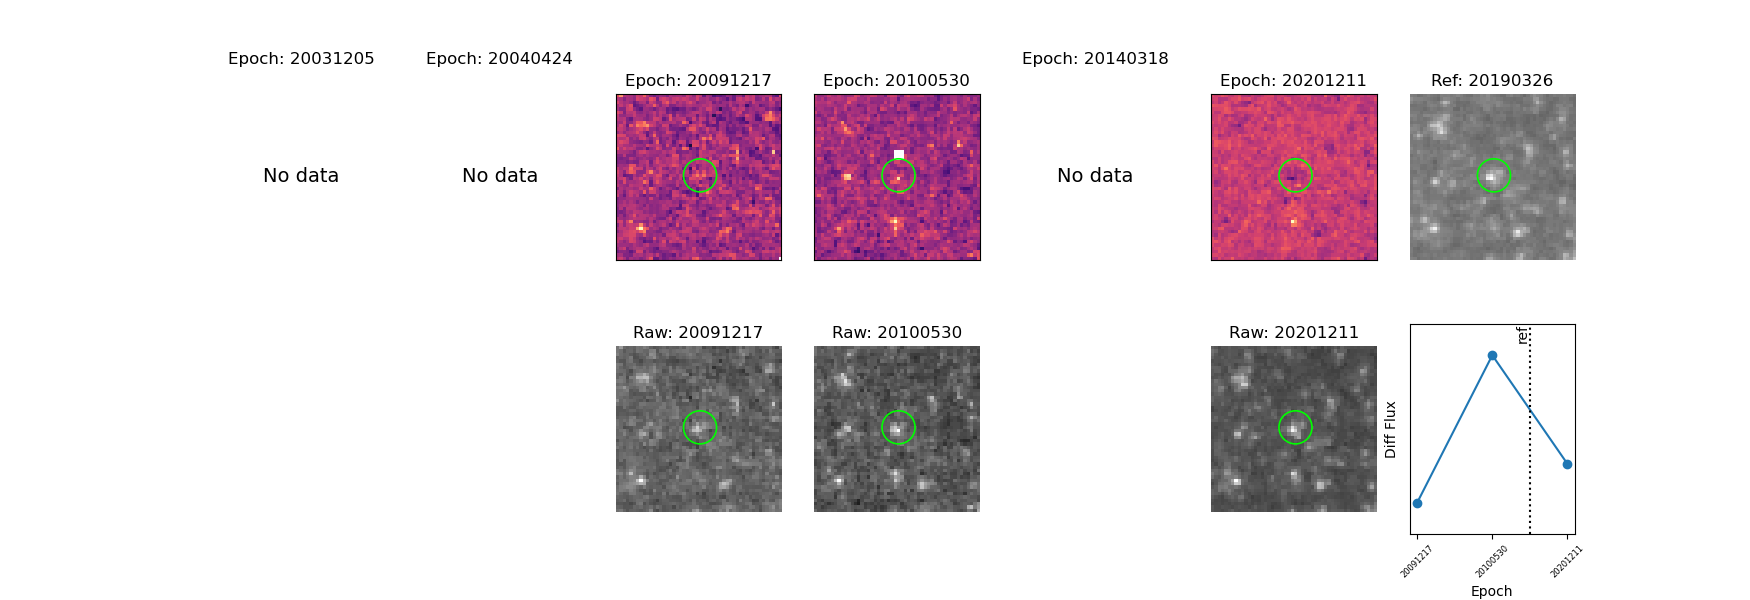 Epoch: 20031205
Epoch: 20040424
Epoch: 20140318
Epoch: 20091217
Epoch: 20100530
Epoch: 20201211
Ref: 20190326
No data
No data
No data
Raw: 20091217
Raw: 20100530
Raw: 20201211
ref
Diff Flux
20091217
20100530
20201211
Epoch